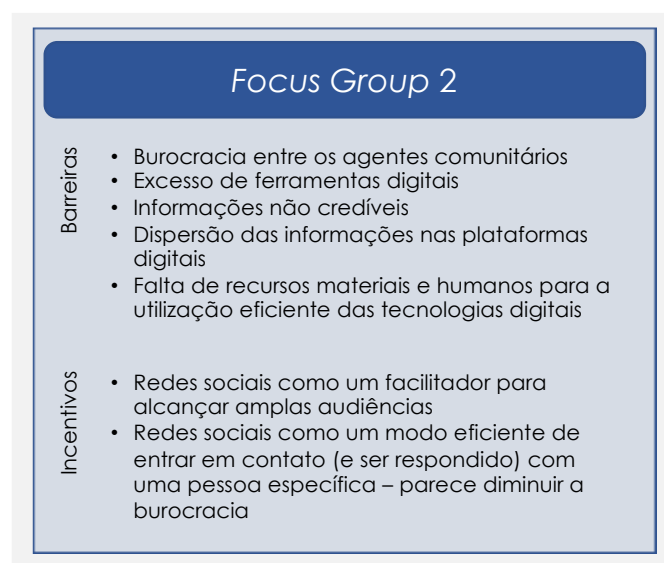 Focus Group 2
Barreiras
• Burocracia entre os agentes comunitários
• Excesso de ferramentas digitais
• Informações não credíveis
• Dispersão das informações nas plataformas
digitais
• Falta de recursos materiais e humanos para a
utilização eficiente das tecnologias digitais
Incentivos
• Redes sociais como um facilitador para
alcançar amplas audiências
• Redes sociais como um modo eficiente de
entrar em contato (e ser respondido) com
uma pessoa específica – parece diminuir a
burocracia